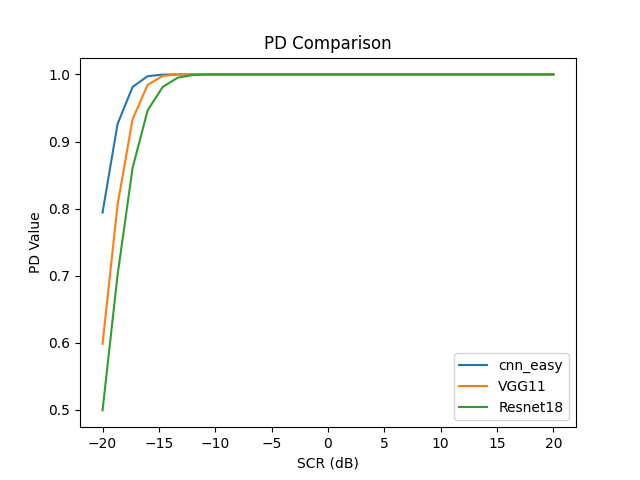 PD Comparison
PD Value
1.0
0.9
0.8
0.7
0.6
0.5
cnn_easy
VGG11
Resnet18
−20 −15 −10 −5 0 5 10 15 20
SCR (dB)